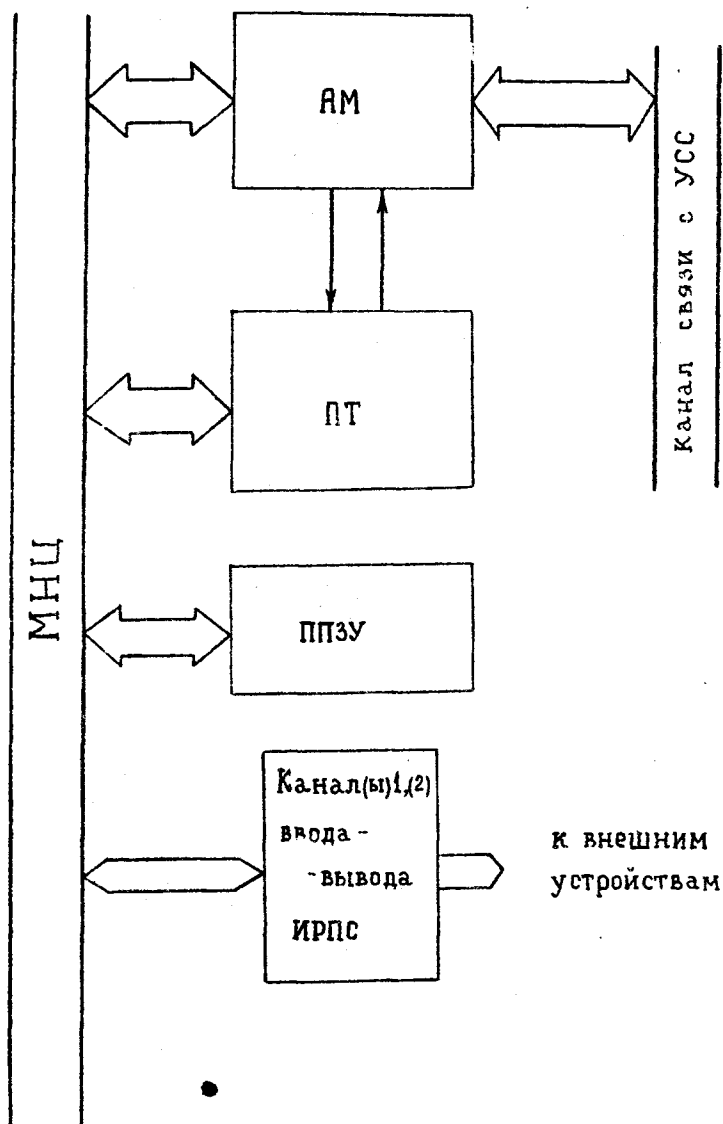 АМ
Канал связи с УСС
ПТ
МНЦ
ППЗУ
Канал(ы)1,(2)
ввода-
-вывода
ИРПС
к внешним
устройствам